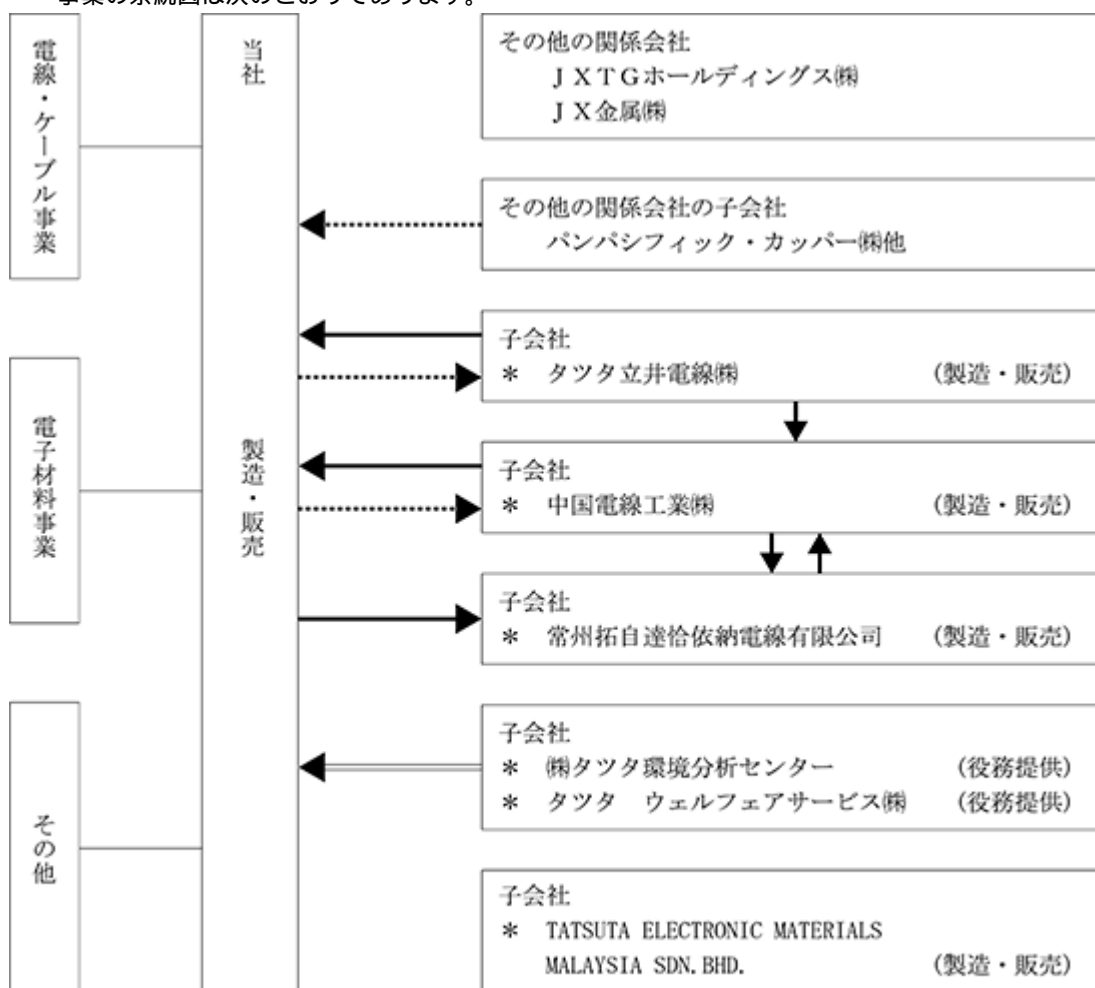 事業の系統図は次のとおりであります。
電線・ケーブル事業
電子材料事業
その他
当社
製造・販売
その他の関係会社
ＪＸＴＧホールディングス㈱
ＪＸ金属㈱
その他の関係会社の子会社
パンパシフィック・カッパー㈱他
子会社
＊ タツタ立井電線㈱ (製造・販売)
子会社
＊ 中国電線工業㈱ (製造・販売)
子会社
＊ 常州拓自達恰依納電線有限公司 (製造・販売)
子会社
＊ ㈱タツタ環境分析センター (役務提供)
＊ タツタ　ウェルフェアサービス㈱ (役務提供)
子会社
＊ TATSUTA ELECTRONIC MATERIALS
MALAYSIA SDN.BHD. (製造・販売)